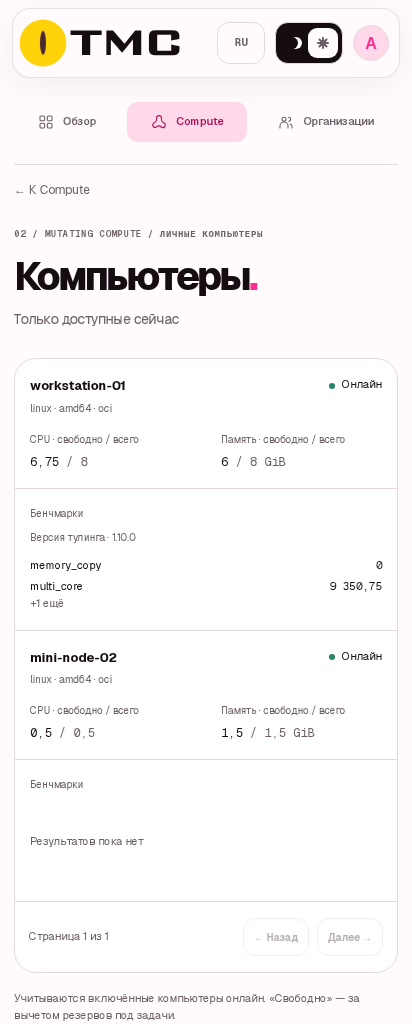 TMC
RU
A
Обзор
Compute
Организации
← К Compute
02 / MUTATING COMPUTE / ЛИЧНЫЕ КОМПЬЮТЕРЫ
Компьютеры.
Только доступные сейчас
workstation-01
Онлайн
linux · amd64 · oci
CPU · свободно / всего
Память · свободно / всего
6,75 / 8
6 / 8 GiB
Бенчмарки
Версия тулинга · 1.10.0
memory_copy 0
multi_core 9 350,75
+1 ещё
mini-node-02
Онлайн
linux · amd64 · oci
CPU · свободно / всего
Память · свободно / всего
0,5 / 0,5
1,5 / 1,5 GiB
Бенчмарки
Результатов пока нет
Страница 1 из 1
← Назад
Далее →
Учитываются включённые компьютеры онлайн. «Свободно» — за
вычетом резервов под задачи.